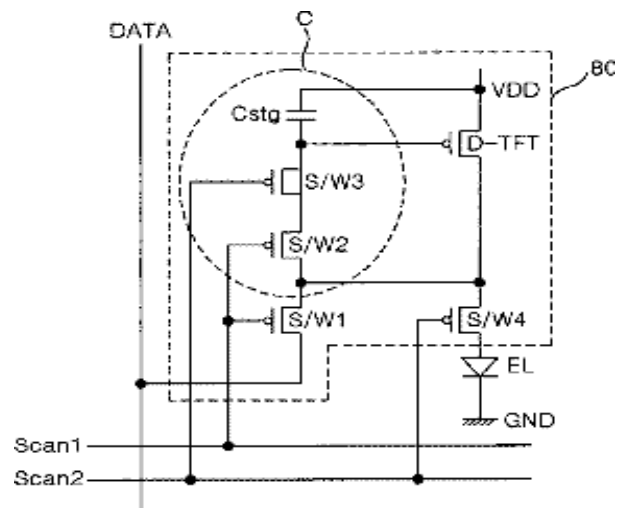 DATA
C
80
VDD
Cstg
D-TFT
S/W3
S/W2
S/W1
S/W4
EL
GND
Scan1
Scan2